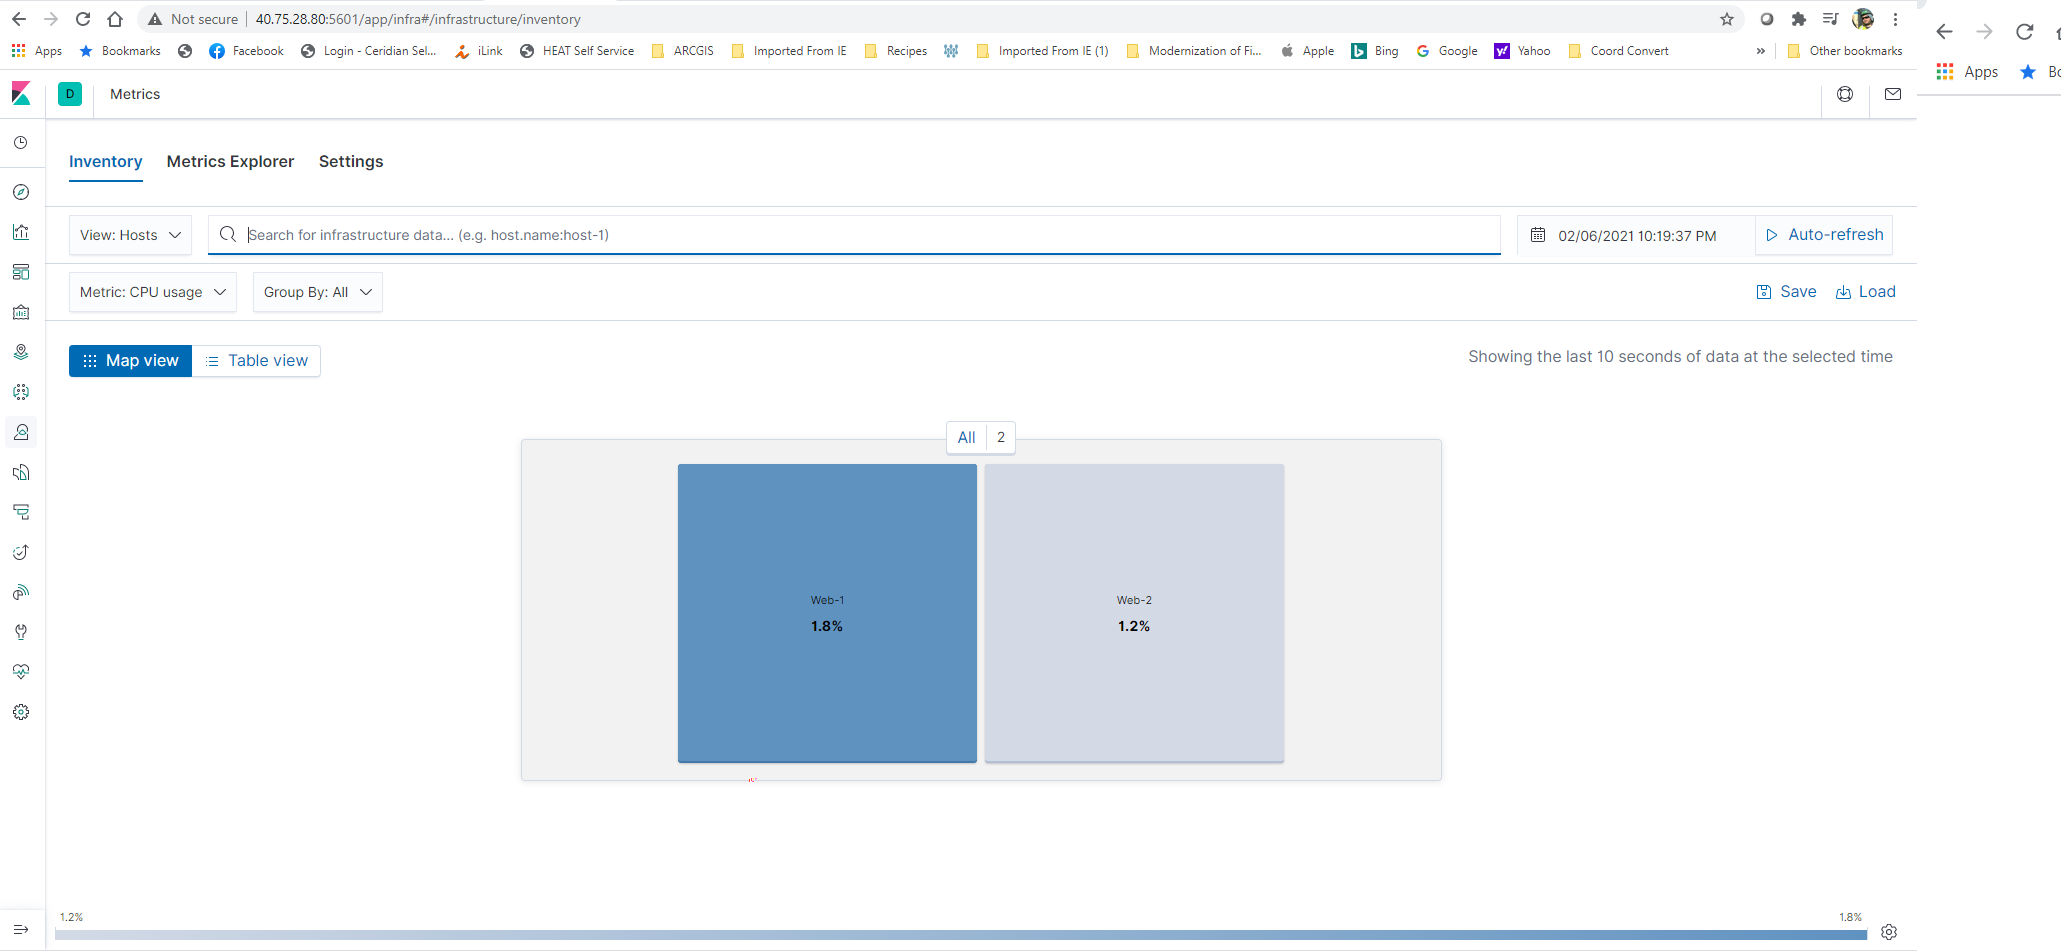 Not secure 40.75.28.80:5601/app/infra#/infrastructure/inventory
Apps Bookmarks Facebook Login - Ceridian Sel... iLink HEAT Self Service ARCGIS Imported From IE Recipes Imported From IE (1) Modernization of Fi... Apple Bing Google Yahoo Coord Convert » Other bookmarks Apps Bo
D Metrics
Inventory Metrics Explorer Settings
View: Hosts Search for infrastructure data... (e.g. host.name:host-1) 02/06/2021 10:19:37 PM Auto-refresh
Metric: CPU usage Group By: All Save Load
Map view Table view Showing the last 10 seconds of data at the selected time
All 2
Web-1 Web-2
1.8% 1.2%
1.2% 1.8%